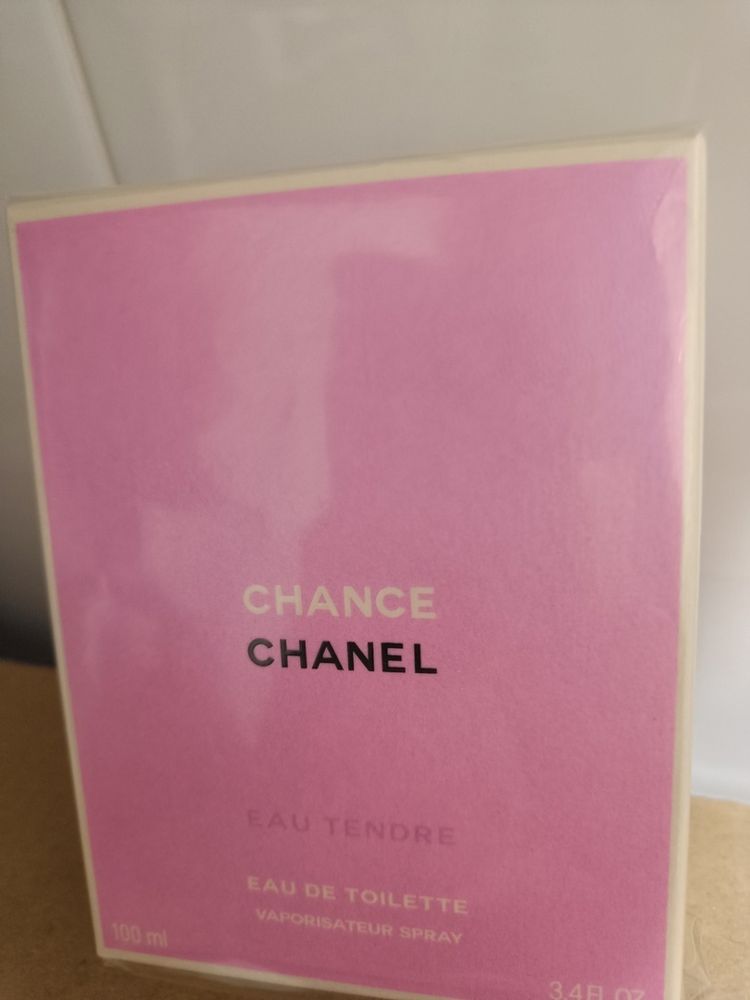 CHANCE
CHANEL
EAU TENDRE
EAU DE TOILETTE
VAPORISATEUR SPRAY
100 ml
3.4 FL. OZ.